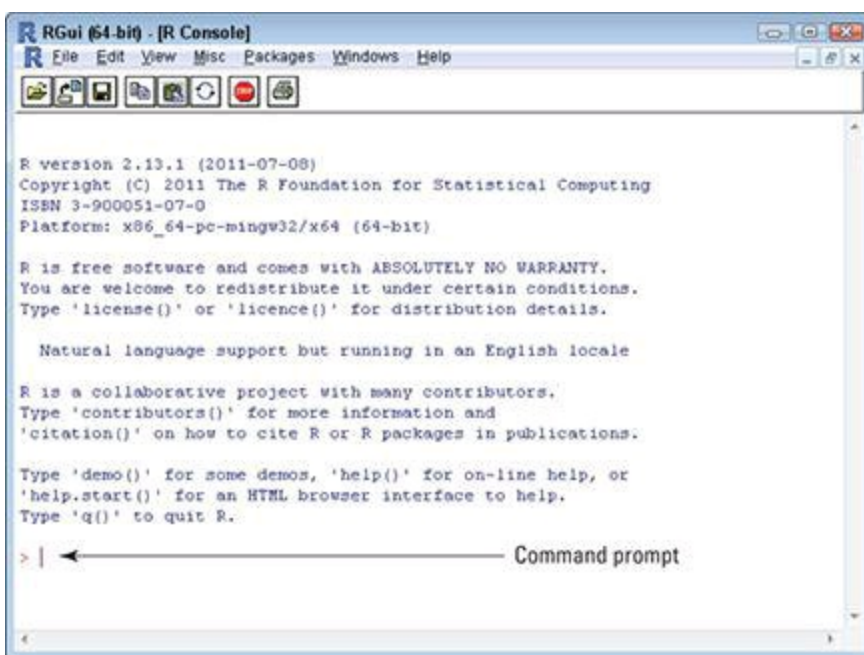 RGui (64-bit) - [R Console]
File Edit View Misc Packages Windows Help
STOP
R version 2.13.1 (2011-07-08)
Copyright (C) 2011 The R Foundation for Statistical Computing
ISBN 3-900051-07-0
Platform: x86_64-pc-mingw32/x64 (64-bit)
R is free software and comes with ABSOLUTELY NO WARRANTY.
You are welcome to redistribute it under certain conditions.
Type 'license()' or 'licence()' for distribution details.
Natural language support but running in an English locale
R is a collaborative project with many contributors.
Type 'contributors()' for more information and
'citation()' on how to cite R or R packages in publications.
Type 'demo()' for some demos, 'help()' for on-line help, or
'help.start()' for an HTML browser interface to help.
Type 'q()' to quit R.
> | Command prompt